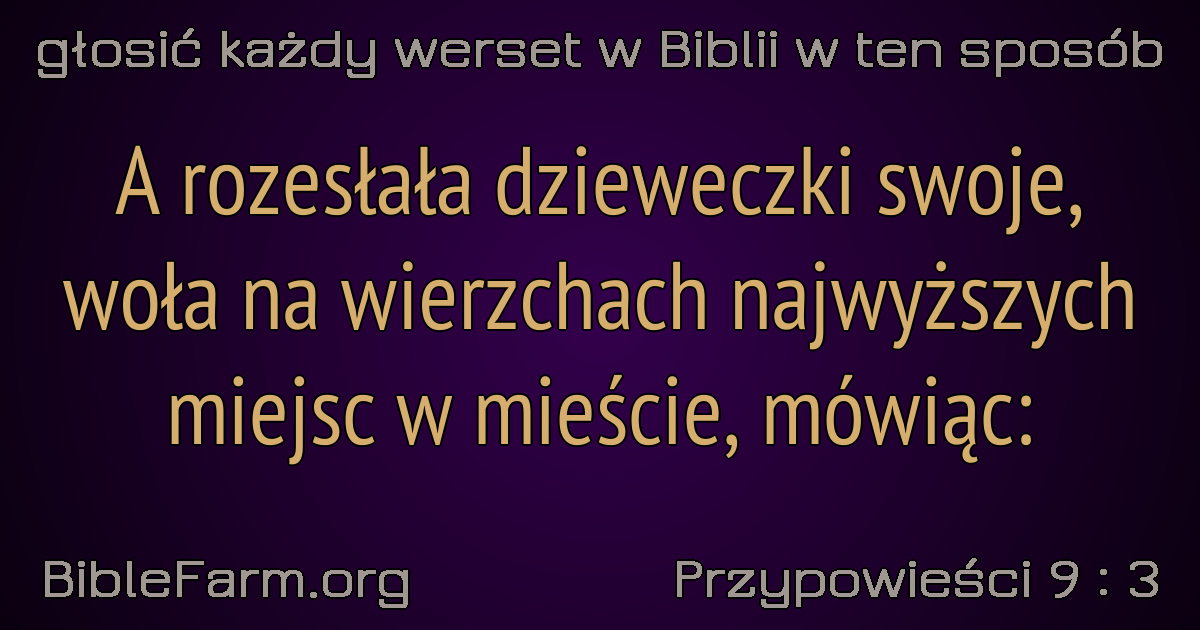 głosić każdy werset w Biblii w ten sposób
A rozesłała dzieweczki swoje,
woła na wierzchach najwyższych
miejsc w mieście, mówiąc:
BibleFarm.org
Przypowieści 9 : 3